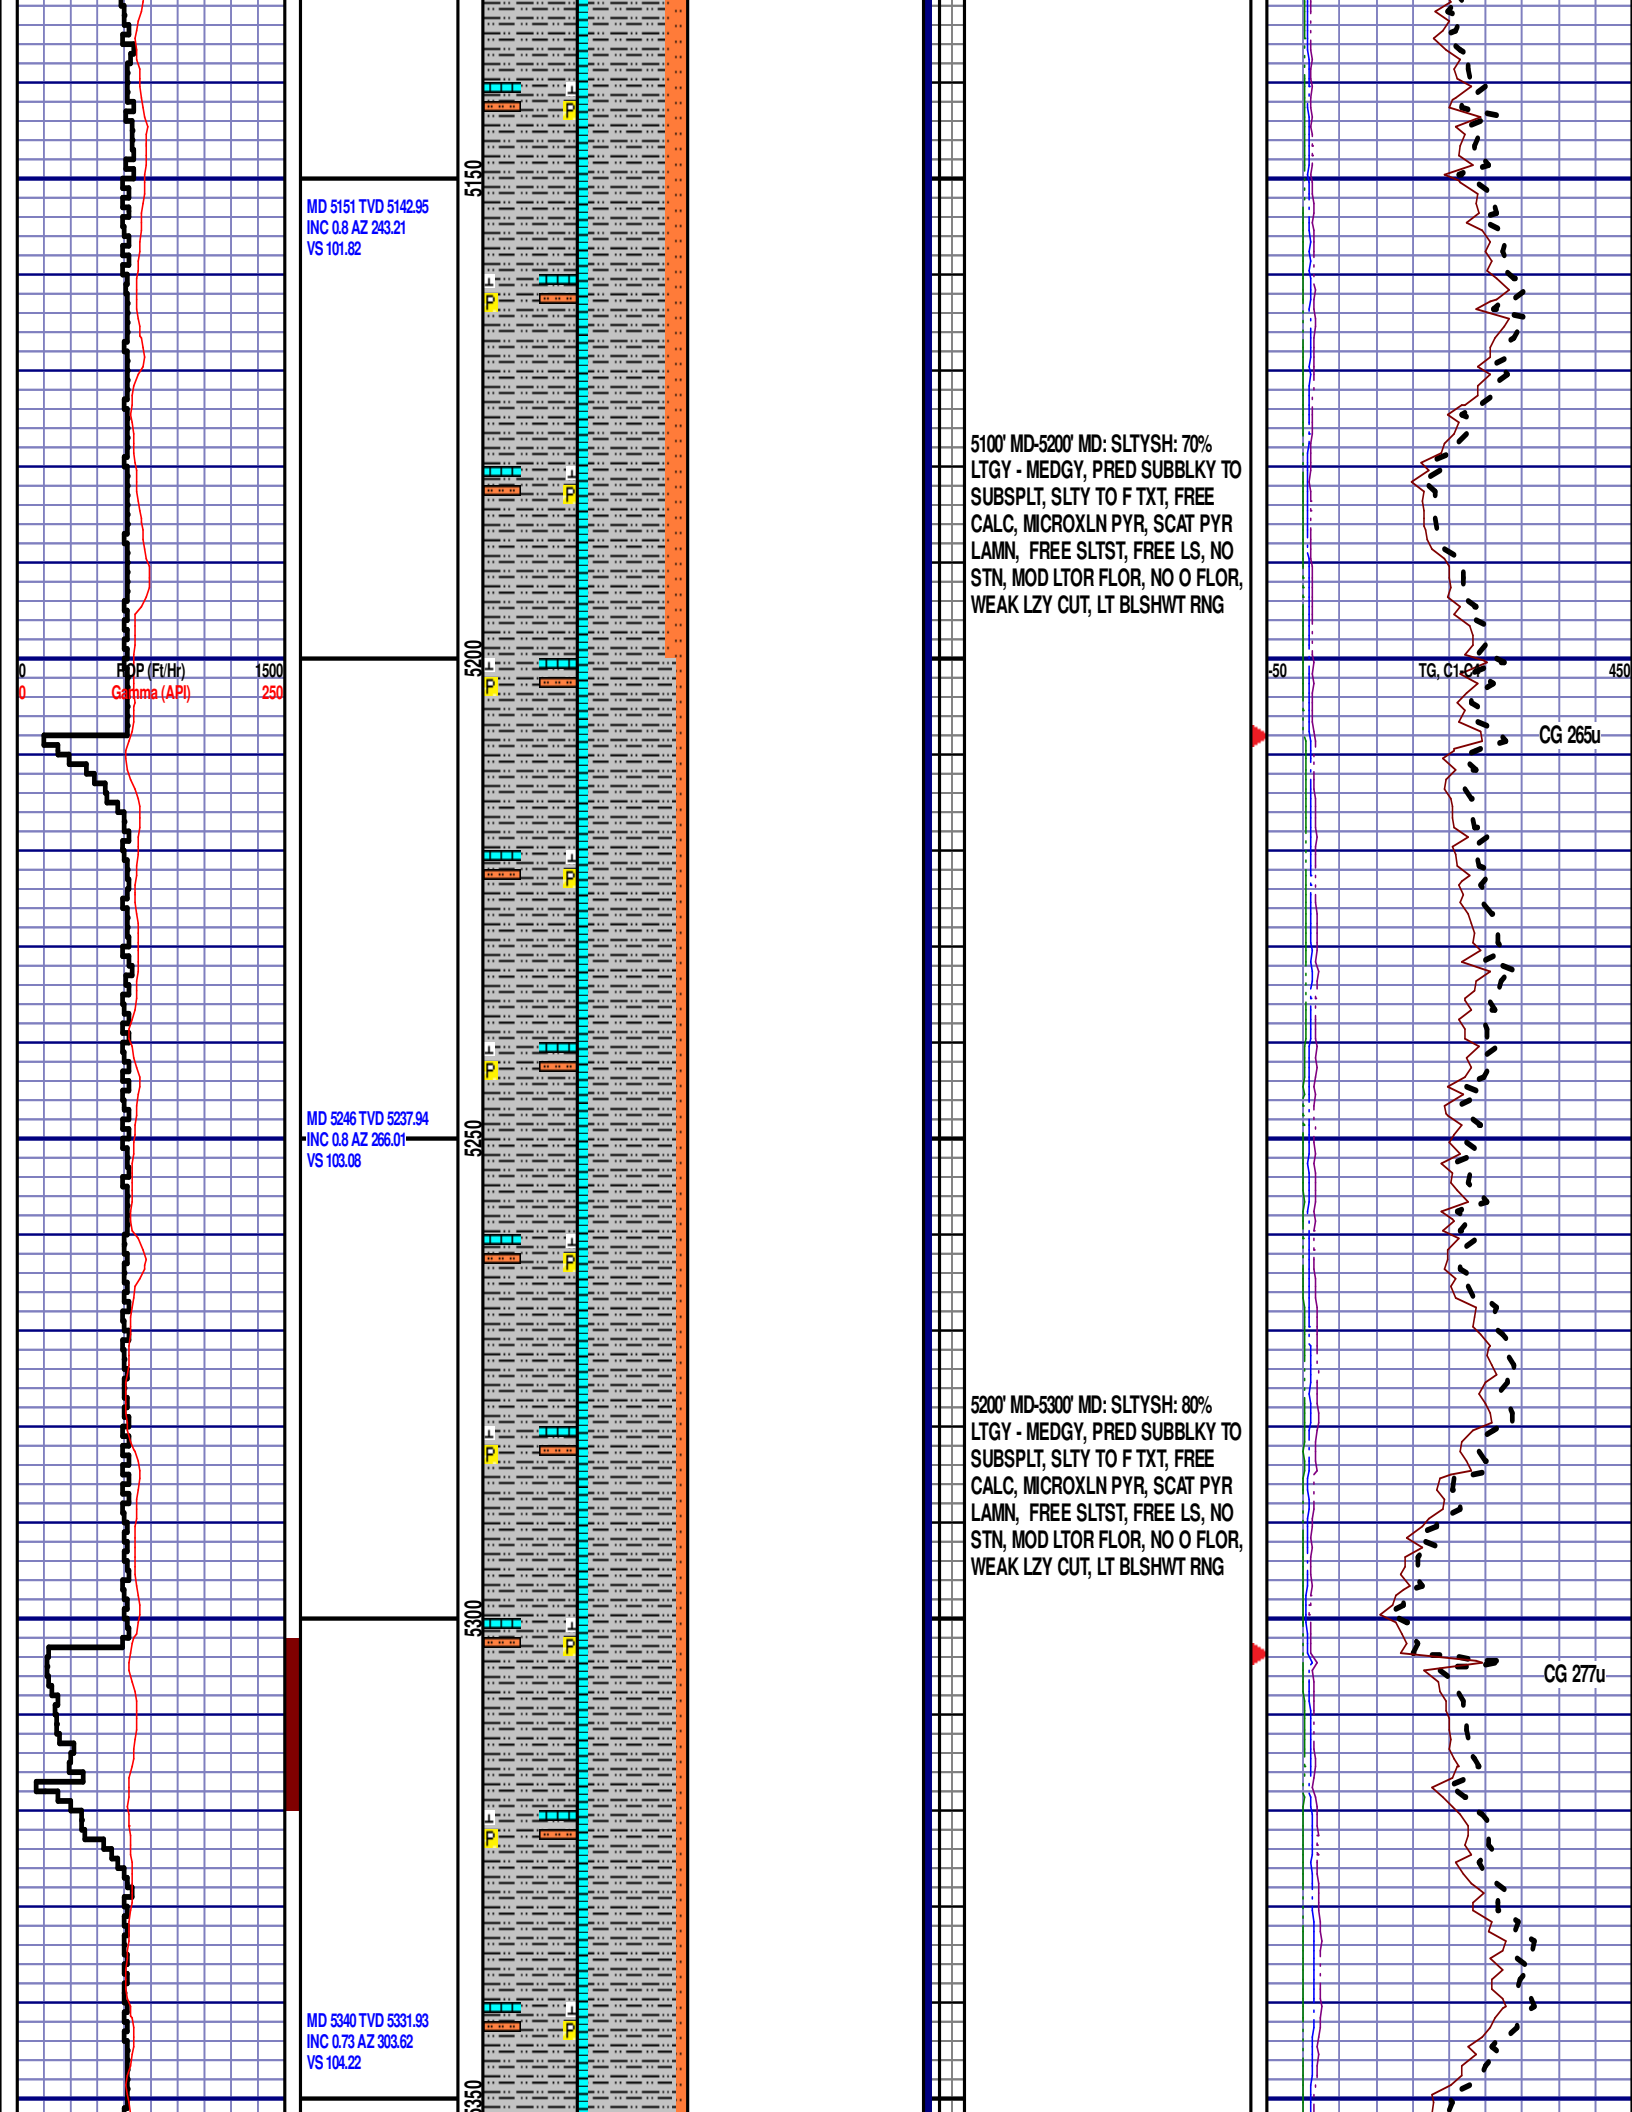 5150
MD 5151 TVD 5142.95
INC 0.8 AZ 243.21
VS 101.82
P
P
5100' MD-5200' MD: SLTYSH: 70%
LTGY - MEDGY, PRED SUBBLKY TO
SUBSPLT, SLTY TO F TXT, FREE
CALC, MICROXLN PYR, SCAT PYR
LAMN, FREE SLTST, FREE LS, NO
STN, MOD LTOR FLOR, NO O FLOR,
WEAK LZY CUT, LT BLSHWT RNG
P
5200
0 ROP (Ft/Hr) 1500
0 Gamma (API) 250
P
-50 TG, C1-C4 450
CG 265u
P
P
MD 5246 TVD 5237.94
INC 0.8 AZ 266.01
VS 103.08
5250
P
5200' MD-5300' MD: SLTYSH: 80%
LTGY - MEDGY, PRED SUBBLKY TO
SUBSPLT, SLTY TO F TXT, FREE
CALC, MICROXLN PYR, SCAT PYR
LAMN, FREE SLTST, FREE LS, NO
STN, MOD LTOR FLOR, NO O FLOR,
WEAK LZY CUT, LT BLSHWT RNG
P
5300
P
CG 277u
P
MD 5340 TVD 5331.93
INC 0.73 AZ 303.62
VS 104.22
P
5350